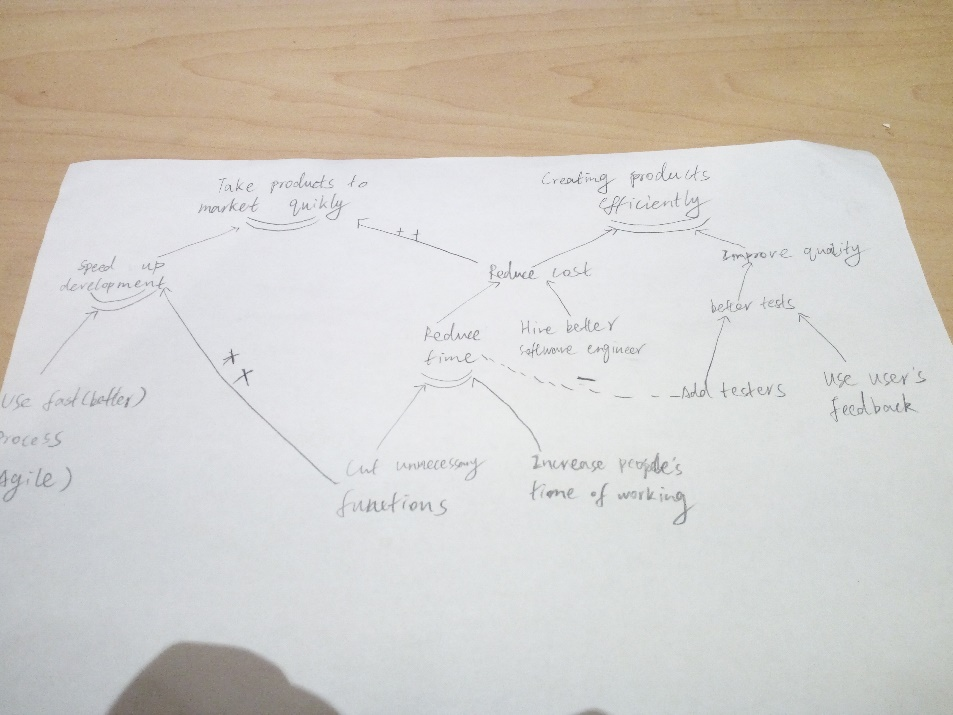 Take products to
market quikly
Creating products
efficiently
++
Speed up
development
Reduce cost
Improve quality
better tests
Reduce
time
Hire better
software engineer
Use fast(better)
Process
Agile)
Add testers
Use user's
feedback
Cut unnecessary
functions
Increase people's
time of working